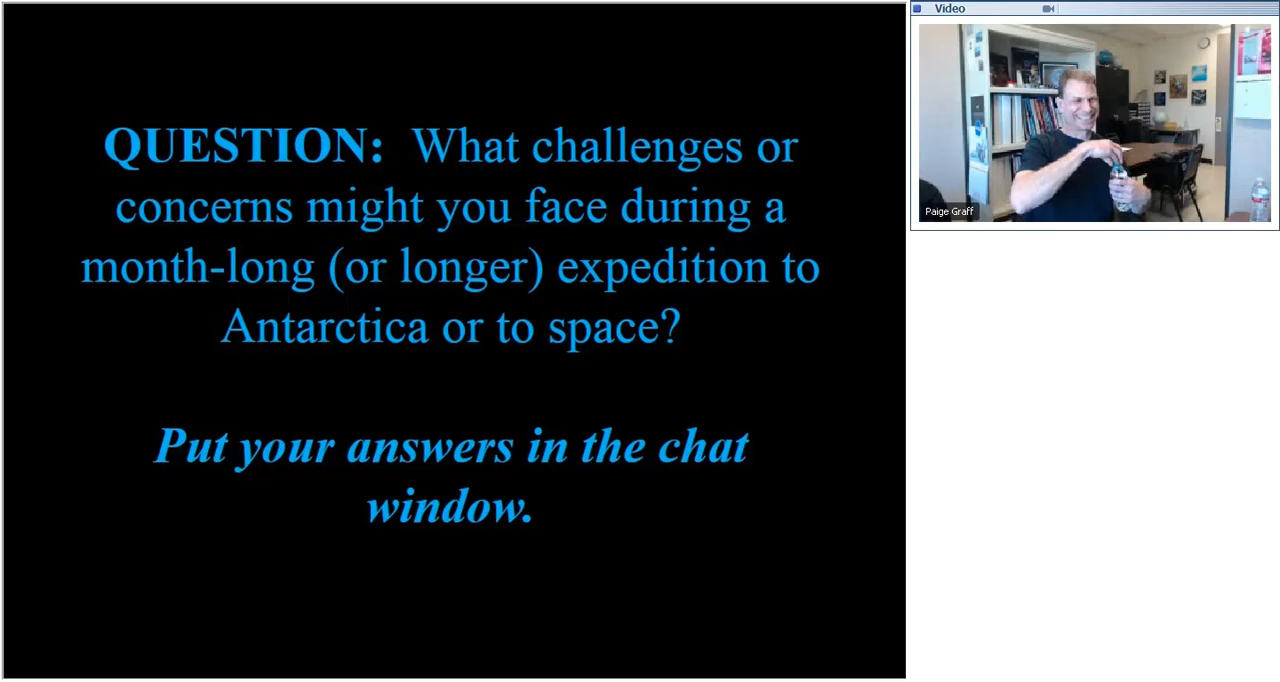 QUESTION: What challenges or
concerns might you face during a
month-long (or longer) expedition to
Antarctica or to space?
Put your answers in the chat
window.
Video
Paige Graff